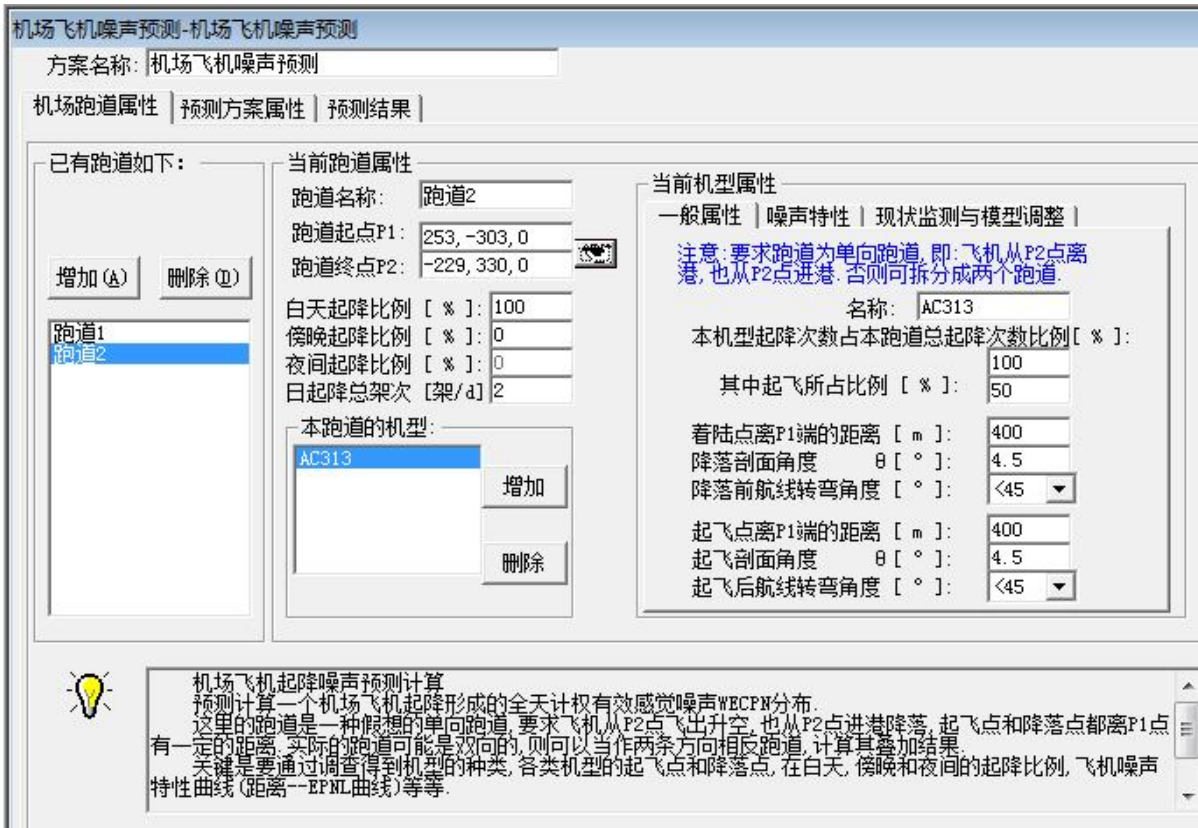 机场飞机噪声预测-机场飞机噪声预测
方案名称: 机场飞机噪声预测
机场跑道属性 预测方案属性 预测结果
已有跑道如下:
增加(A) 删除(D)
跑道1
跑道2
当前跑道属性
跑道名称: 跑道2
跑道起点P1: 253,-303,0
跑道终点P2: -229,330,0
白天起降比例 [ % ]: 100
傍晚起降比例 [ % ]: 0
夜间起降比例 [ % ]: 0
日起降总架次 [架/d] 2
本跑道的机型:
AC313
增加
删除
当前机型属性
一般属性 噪声特性 现状监测与模型调整
注意:要求跑道为单向跑道,即:飞机从P2点离
港,也从P2点进港.否则可拆分成两个跑道.
名称: AC313
本机型起降次数占本跑道总起降次数比例[ % ]:
100
其中起飞所占比例 [ % ]: 50
着陆点离P1端的距离 [ m ]: 400
降落剖面角度 θ[ ° ]: 4.5
降落前航线转弯角度 [ ° ]: <45
起飞点离P1端的距离 [ m ]: 400
起飞剖面角度 θ[ ° ]: 4.5
起飞后航线转弯角度 [ ° ]: <45
机场飞机起降噪声预测计算
预测计算一个机场飞机起降形成的全天计权有效感觉噪声WECPN分布.
这里的跑道是一种假想的单向跑道,要求飞机从P2点飞出升空,也从P2点进港降落,起飞点和降落点都离P1点
有一定的距离.实际的跑道可能是双向的,则可以当作两条方向相反跑道,计算其叠加结果.
关键是要通过调查得到机型的种类,各类机型的起飞点和降落点,在白天,傍晚和夜间的起降比例,飞机噪声
特性曲线(距离--EPNL曲线)等等.